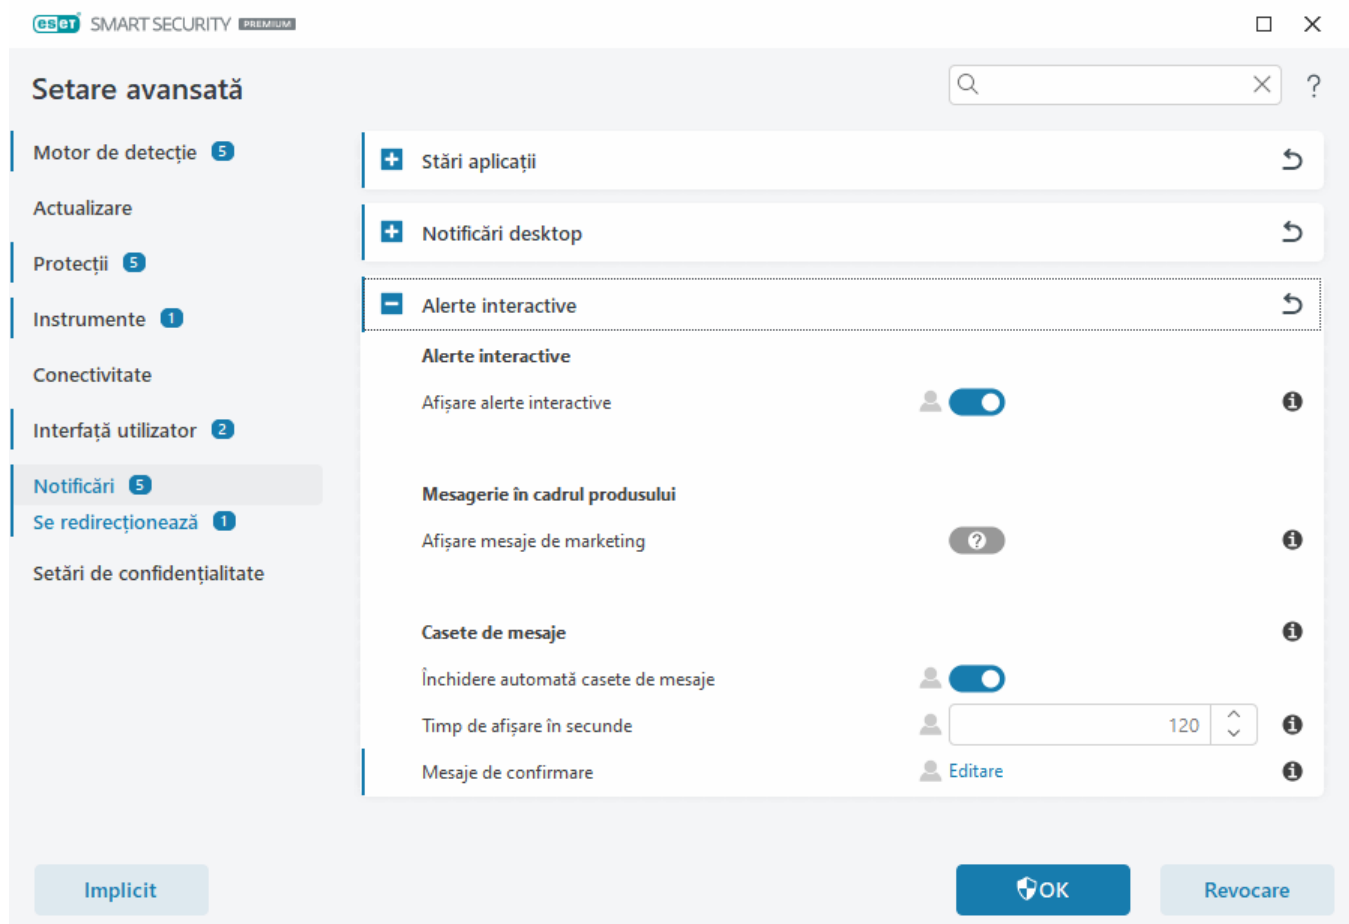 eseT SMART SECURITY PREMIUM
Setare avansată
?
Motor de detecție 5
Actualizare
Protecții 5
Instrumente 1
Conectivitate
Interfață utilizator 2
Notificări 5
Se redirecționează 1
Setări de confidențialitate
Stări aplicații
Notificări desktop
Alerte interactive
Alerte interactive
Afișare alerte interactive
Mesagerie în cadrul produsului
Afișare mesaje de marketing
Casete de mesaje
Închidere automată casete de mesaje
Timp de afișare în secunde 120
Mesaje de confirmare Editare
Implicit
OK
Revocare